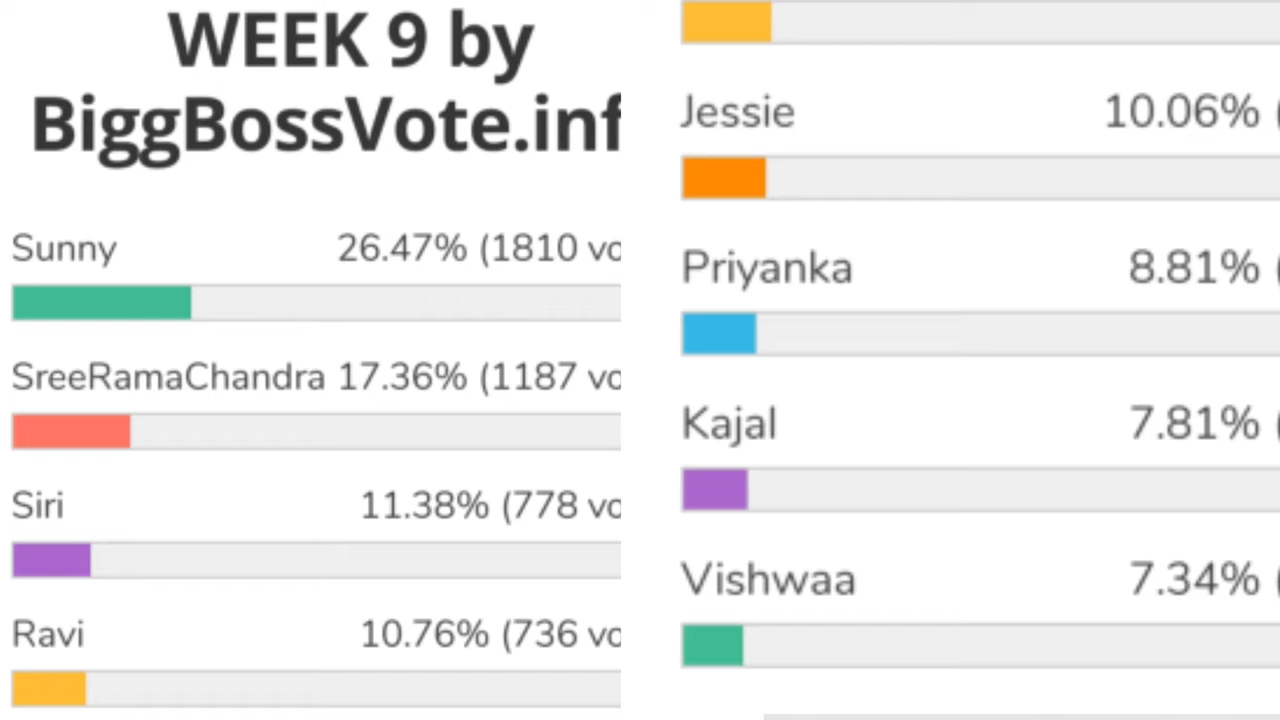 WEEK 9 by
BiggBossVote.inf
Sunny 26.47% (1810 vo
SreeRamaChandra 17.36% (1187 vo
Siri 11.38% (778 vo
Ravi 10.76% (736 vo
Jessie 10.06% (
Priyanka 8.81% (
Kajal 7.81% (
Vishwaa 7.34% (